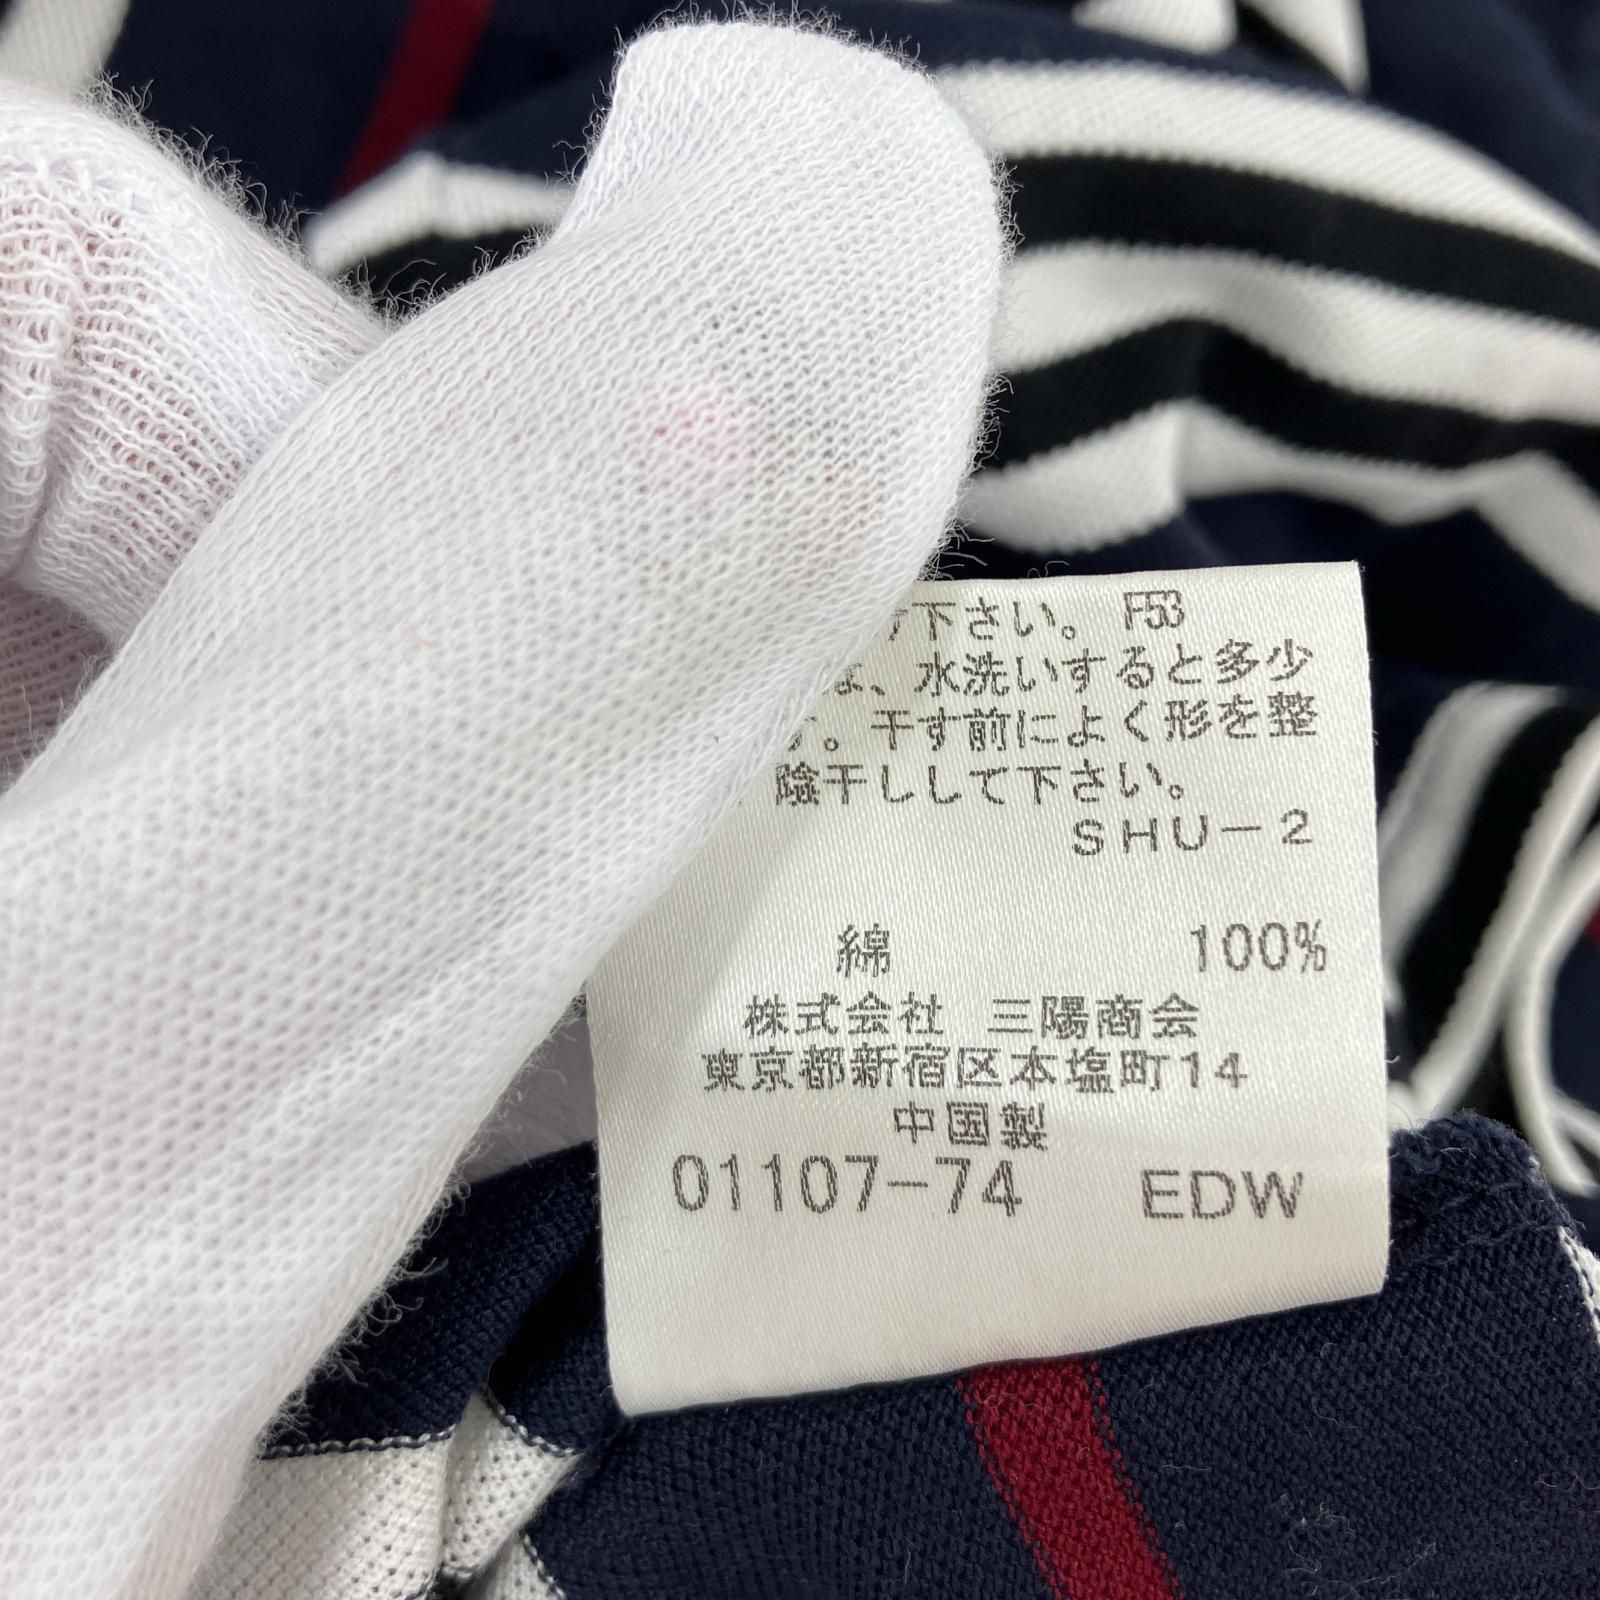 下さい。 F53
、水洗いすると多少
す。干す前によく形を整
陰干しして下さい。
SHU-2
綿 100%
株式会社 三陽商会
東京都新宿区本塩町14
中国製
01107-74 EDW